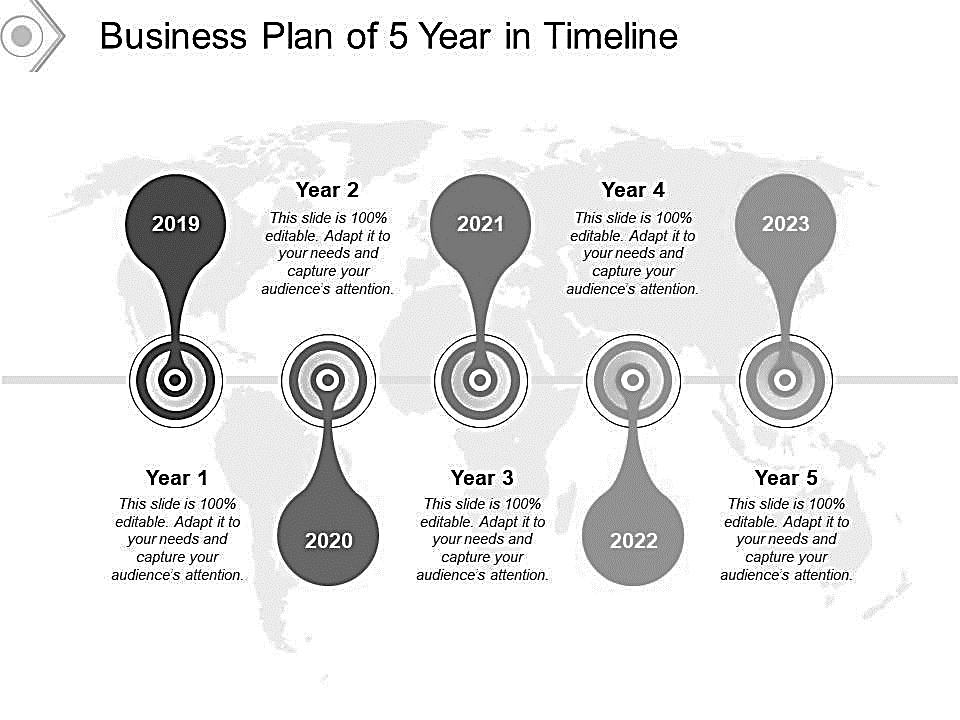 Business Plan of 5 Year in Timeline
2019
Year 1
This slide is 100%
editable. Adapt it to
your needs and
capture your
audience's attention.
Year 2
This slide is 100%
editable. Adapt it to
your needs and
capture your
audience's attention.
2020
2021
Year 3
This slide is 100%
editable. Adapt it to
your needs and
capture your
audience's attention.
Year 4
This slide is 100%
editable. Adapt it to
your needs and
capture your
audience's attention.
2022
2023
Year 5
This slide is 100%
editable. Adapt it to
your needs and
capture your
audience's attention.